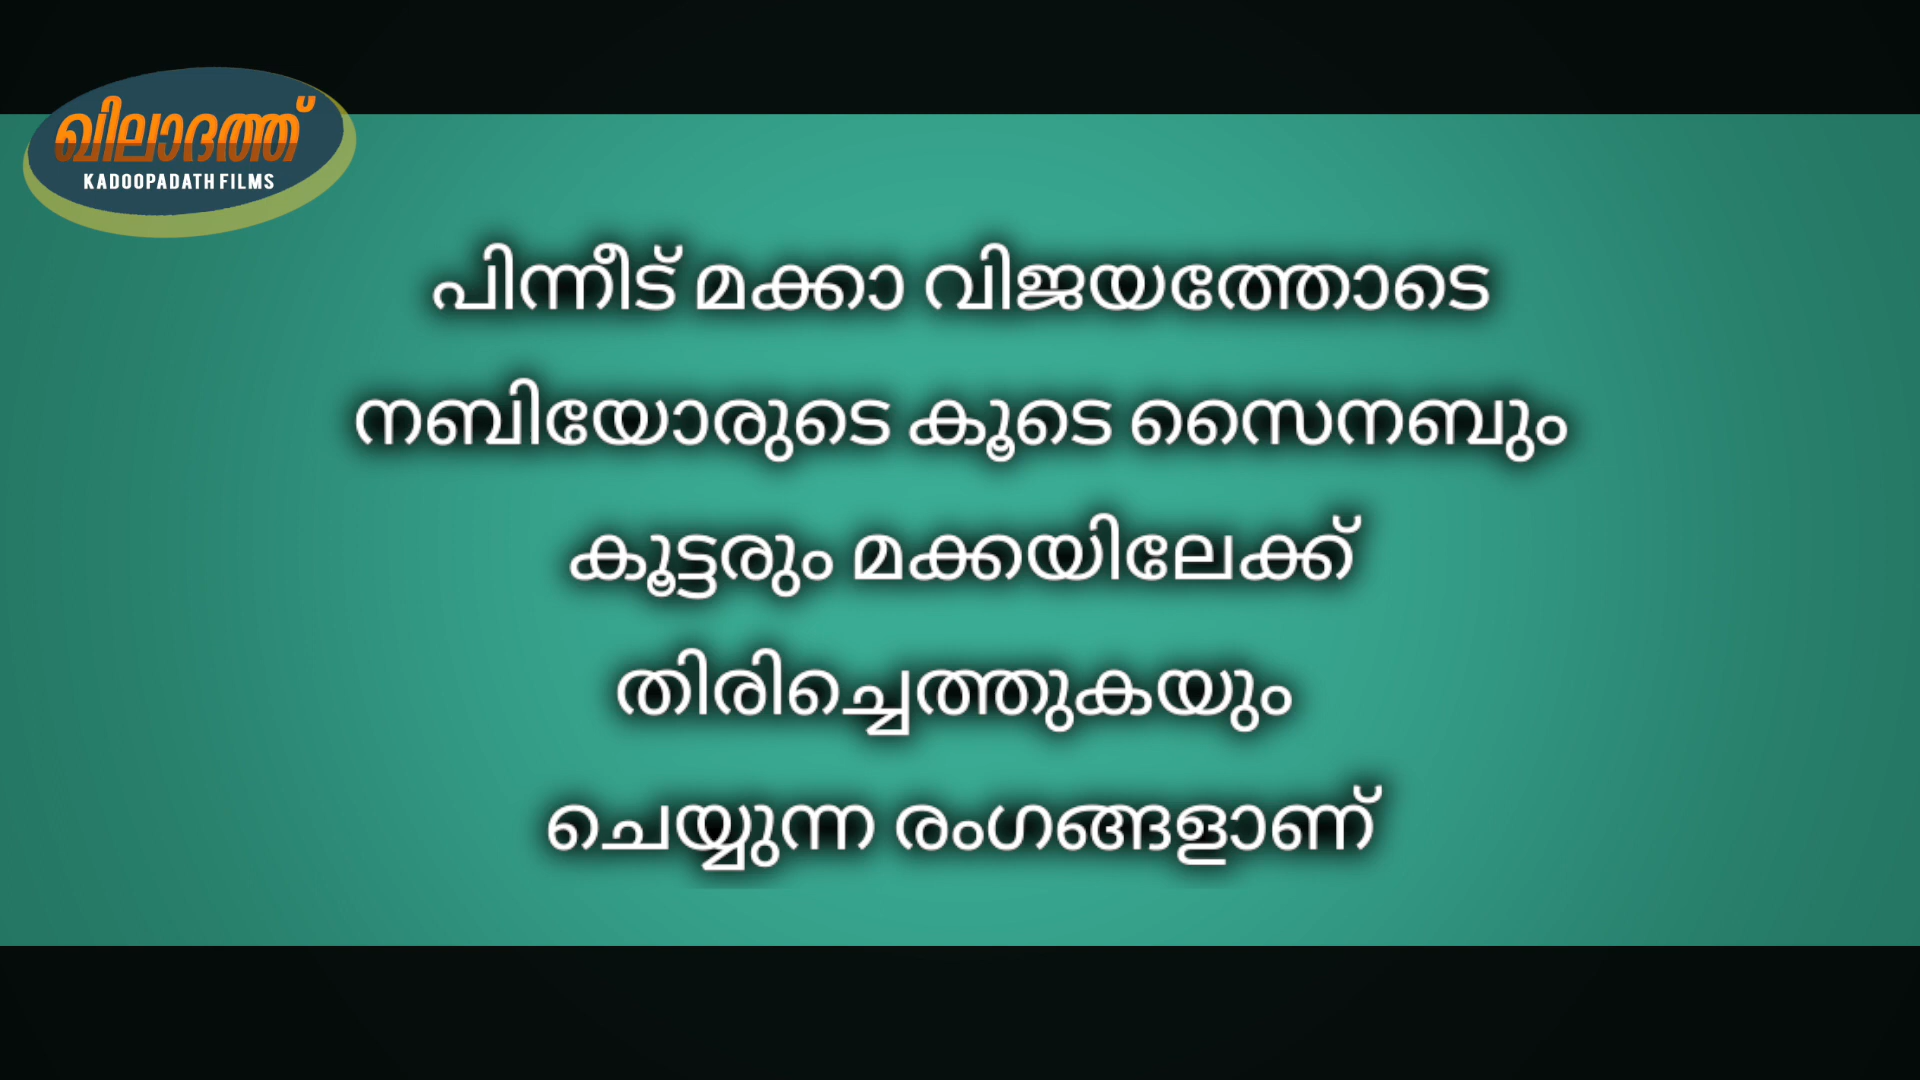 ഖിലാദത്ത്
KADOOPADATH FILMS
പിന്നീട് മക്കാ വിജയത്തോടെ
നബിയോരുടെ കൂടെ സൈനബും
കൂട്ടരും മക്കയിലേക്ക്
തിരിച്ചെത്തുകയും
ചെയ്യുന്ന രംഗങ്ങളാണ്